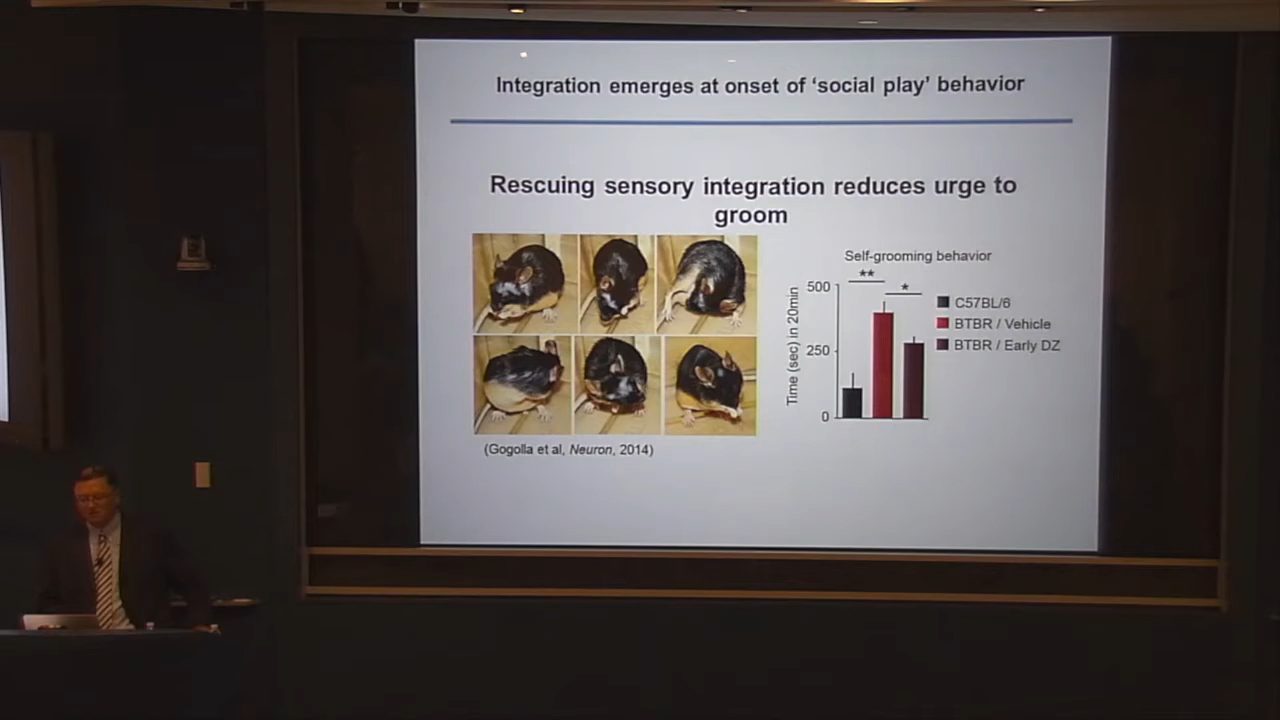 Integration emerges at onset of ‘social play’ behavior
Rescuing sensory integration reduces urge to
groom
Self-grooming behavior
**
*
500
250
0
Time (sec) in 20min
C57BL/6
BTBR / Vehicle
BTBR / Early DZ
(Gogolla et al, Neuron, 2014)